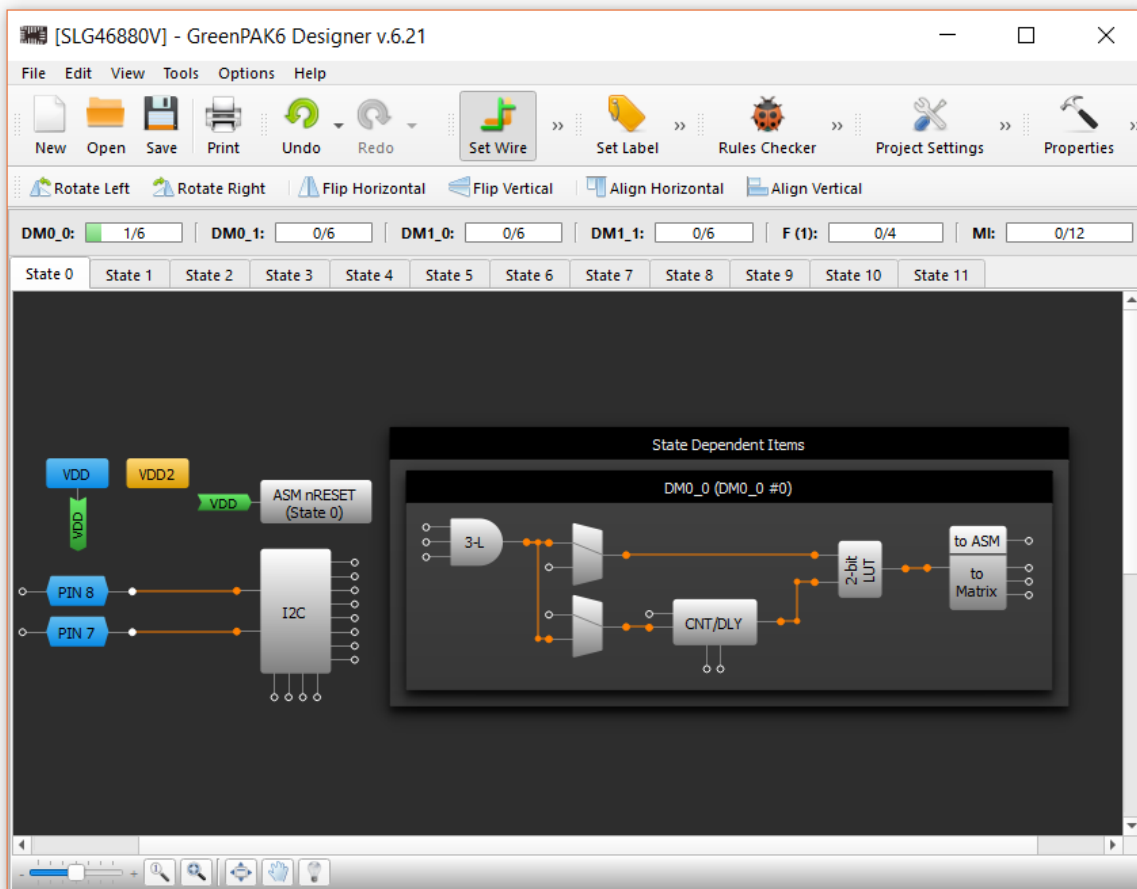 [SLG46880V] - GreenPAK6 Designer v.6.21
File Edit View Tools Options Help
New Open Save Print Undo Redo Set Wire Set Label Rules Checker Project Settings Properties
Rotate Left Rotate Right Flip Horizontal Flip Vertical Align Horizontal Align Vertical
DM0_0: 1/6 DM0_1: 0/6 DM1_0: 0/6 DM1_1: 0/6 F (1): 0/4 MI: 0/12
State 0 State 1 State 2 State 3 State 4 State 5 State 6 State 7 State 8 State 9 State 10 State 11
State Dependent Items
VDD VDD2
VDD
VDD
ASM nRESET
(State 0)
PIN 8
PIN 7
I2C
DM0_0 (DM0_0 #0)
3-L
CNT/DLY
2-bit
LUT
to ASM
to
Matrix